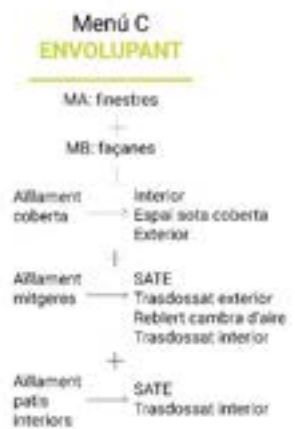 Menú C
ENVOLUPANT
MA: finestres
+
MB: façanes
Aïllament coberta
Interior
Espai sota coberta
Exterior
+
Aïllament mitgeres
SATE
Trasdossat exterior
Reblert cambra d'aire
Trasdossat interior
+
Aïllament patis interiors
SATE
Trasdossat interior